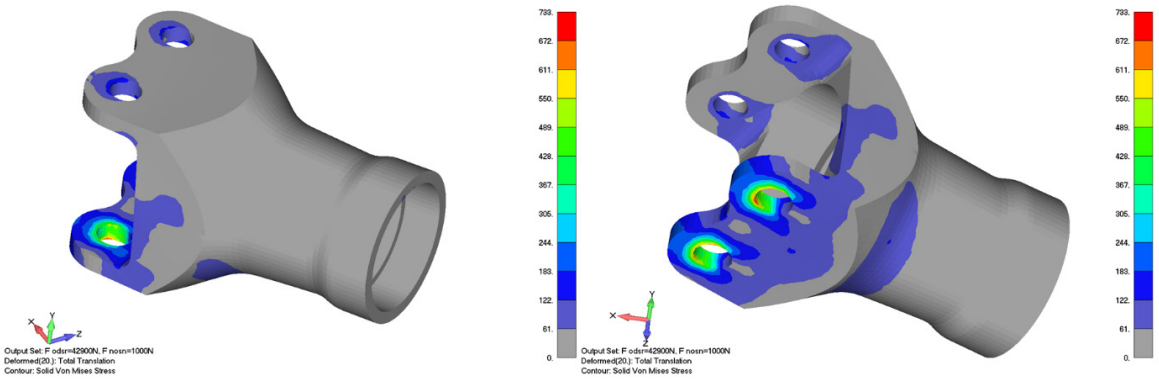 733.
672.
611.
550.
489.
428.
367.
305.
244.
183.
122.
61.
0.
X
Y
Z
Output Set: F odsr=42900N, F nosn=1000N
Deformed(20.): Total Translation
Contour: Solid Von Mises Stress
733.
672.
611.
550.
489.
428.
367.
305.
244.
183.
122.
61.
0.
Y
X
Z
Output Set: F odsr=42900N, F nosn=1000N
Deformed(20.): Total Translation
Contour: Solid Von Mises Stress